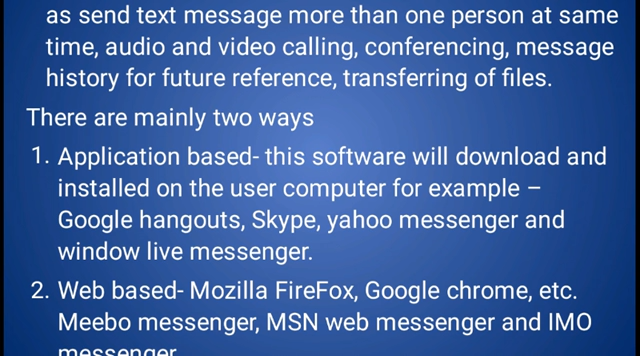 as send text message more than one person at same
time, audio and video calling, conferencing, message
history for future reference, transferring of files.
There are mainly two ways
1. Application based- this software will download and
installed on the user computer for example –
Google hangouts, Skype, yahoo messenger and
window live messenger.
2. Web based- Mozilla FireFox, Google chrome, etc.
Meebo messenger, MSN web messenger and IMO
messenger